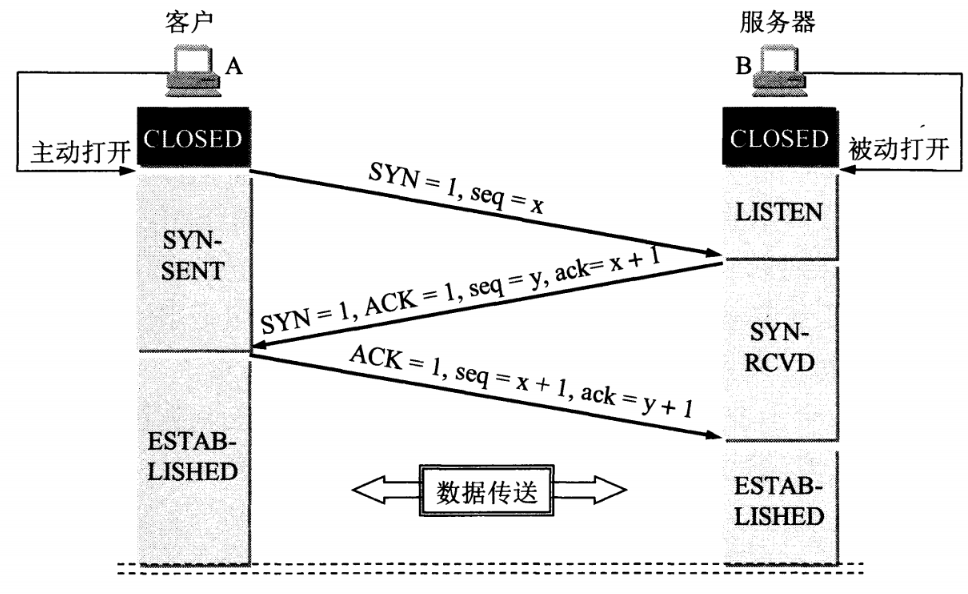 客户
服务器
A
B
CLOSED
CLOSED
主动打开
被动打开
SYN = 1, seq = x
LISTEN
SYN-
SENT
SYN = 1, ACK = 1, seq = y, ack= x + 1
SYN-
RCVD
ACK = 1, seq = x + 1, ack = y + 1
ESTAB-
LISHED
数据传送
ESTAB-
LISHED